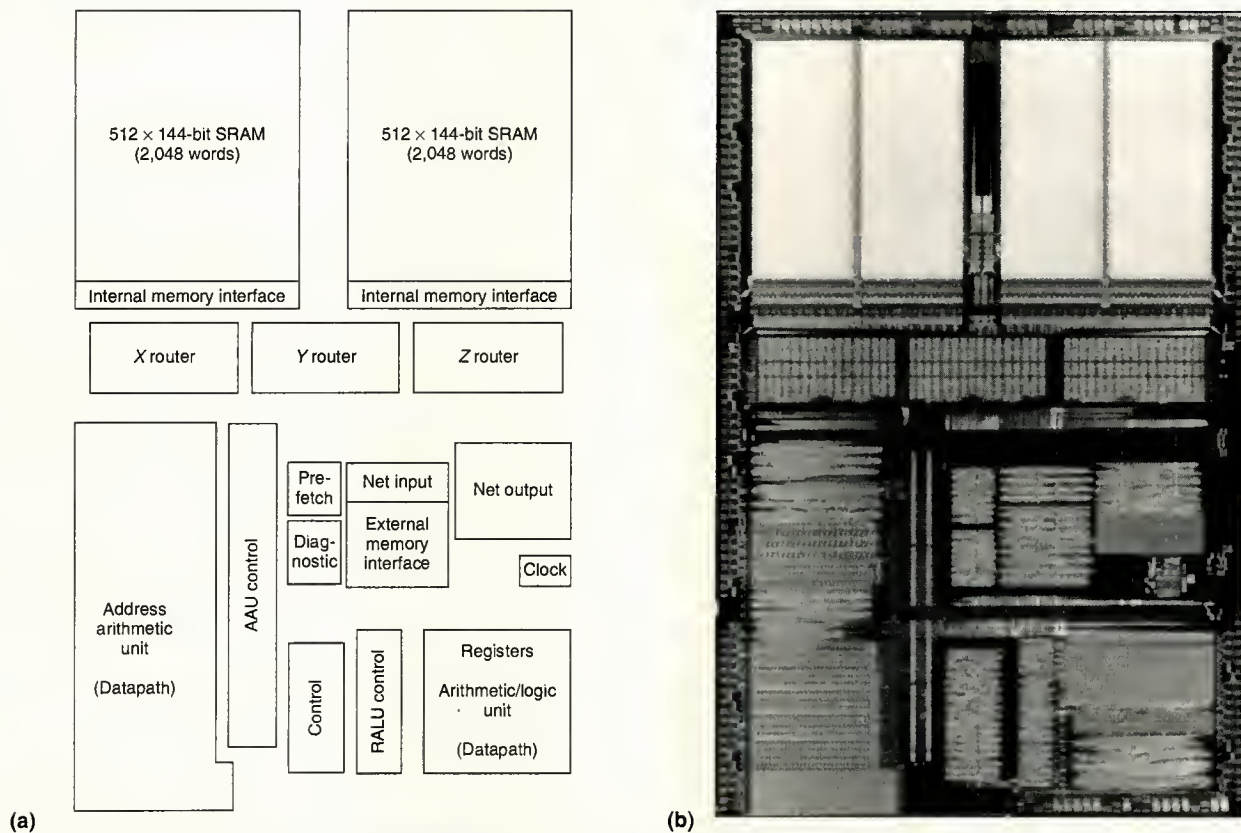 512 × 144-bit SRAM
(2,048 words)
512 × 144-bit SRAM
(2,048 words)
Internal memory interface
Internal memory interface
X router
Y router
Z router
Address
arithmetic
unit
(Datapath)
AAU control
Pre-
fetch
Net input
Net output
Diag-
nostic
External
memory
interface
Clock
Control
RALU control
Registers
Arithmetic/logic
unit
(Datapath)
(a)
(b)